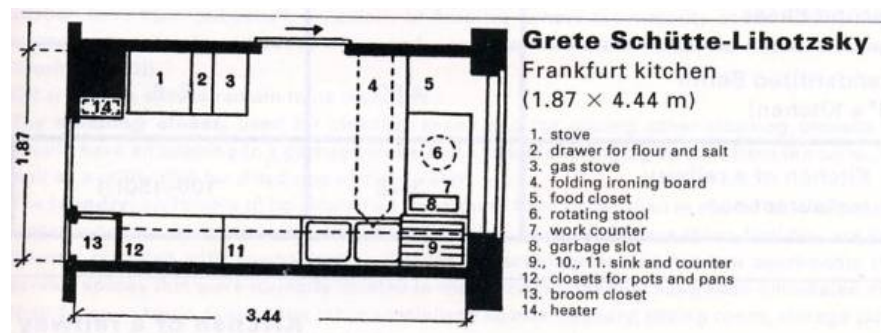 Grete Schütte-Lihotzsky
Frankfurt kitchen
(1.87 × 4.44 m)
1. stove
2. drawer for flour and salt
3. gas stove
4. folding ironing board
5. food closet
6. rotating stool
7. work counter
8. garbage slot
9., 10., 11. sink and counter
12. closets for pots and pans
13. broom closet
14. heater
1 2 3 4 5
14
1.87
6
7
8
13 12 11 9
3,44